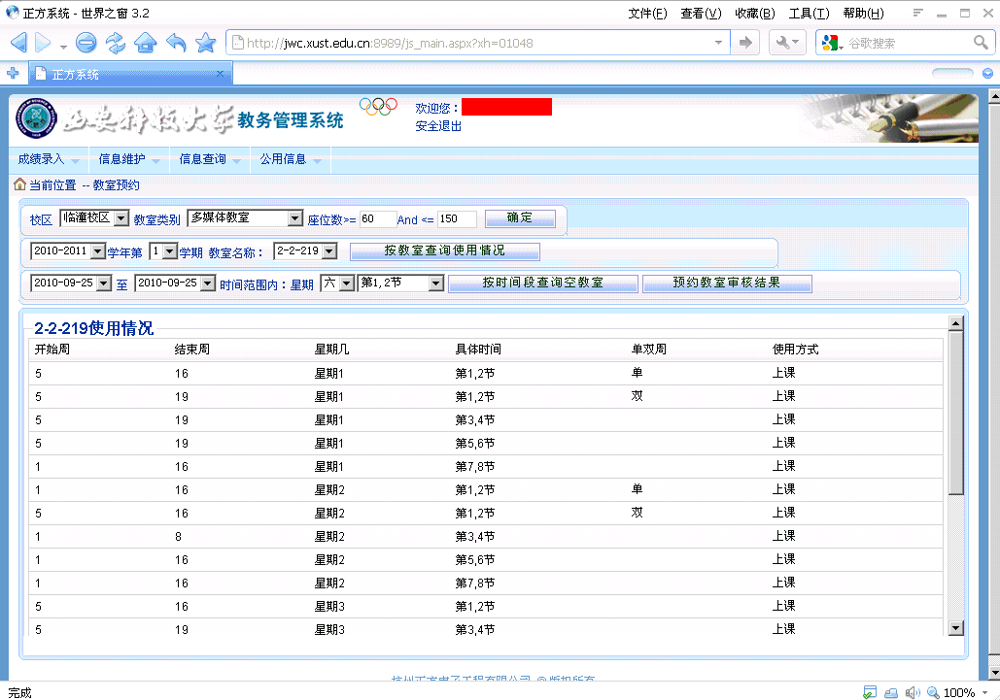 正方系统 - 世界之窗 3.2 文件(F) 查看(V) 收藏(B) 工具(T) 帮助(H)
http://jwc.xust.edu.cn:8989/js_main.aspx?xh=01048 谷歌搜索
正方系统
西安科技大学 教务管理系统 欢迎您：
安全退出
成绩录入 信息维护 信息查询 公用信息
当前位置 -- 教室预约
校区 临潼校区 教室类别 多媒体教室 座位数>= 60 And <= 150 确定
2010-2011 学年第 1 学期 教室名称： 2-2-219 按教室查询使用情况
2010-09-25 至 2010-09-25 时间范围内：星期 六 第1,2节 按时间段查询空教室 预约教室审核结果
2-2-219使用情况
开始周 结束周 星期几 具体时间 单双周 使用方式
5 16 星期1 第1,2节 单 上课
5 19 星期1 第1,2节 双 上课
5 19 星期1 第3,4节 上课
5 19 星期1 第5,6节 上课
1 16 星期1 第7,8节 上课
1 16 星期2 第1,2节 单 上课
5 16 星期2 第1,2节 双 上课
1 8 星期2 第3,4节 上课
1 16 星期2 第5,6节 上课
1 16 星期2 第7,8节 上课
5 16 星期3 第1,2节 上课
5 19 星期3 第3,4节 上课
杭州正方电子工程有限公司 © 版权所有
完成 100%